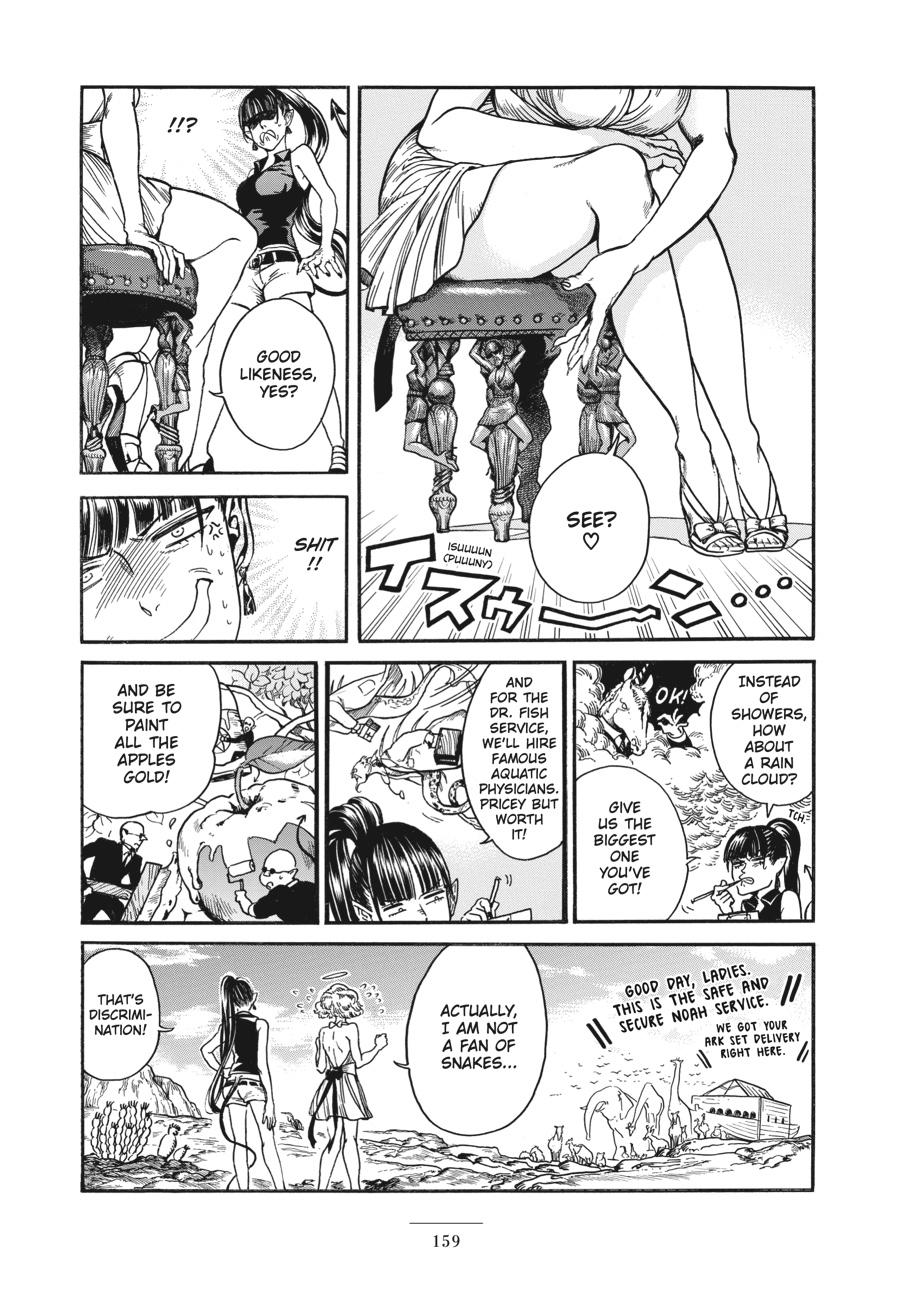 SEE?
♡
イスゥーン...
ISUUUUN
(PUUUNY)
!!?
GOOD
LIKENESS,
YES?
SHIT
!!
INSTEAD
OF
SHOWERS,
HOW
ABOUT
A RAIN
CLOUD?
OK!
GIVE
US THE
BIGGEST
ONE
YOU'VE
GOT!
TCH
AND
FOR THE
DR. FISH
SERVICE,
WE'LL HIRE
FAMOUS
AQUATIC
PHYSICIANS.
PRICEY BUT
WORTH
IT!
AND BE
SURE TO
PAINT
ALL THE
APPLES
GOLD!
GOOD DAY, LADIES.
THIS IS THE SAFE AND
SECURE NOAH SERVICE.
WE GOT YOUR
ARK SET DELIVERY
RIGHT HERE.
ACTUALLY,
I AM NOT
A FAN OF
SNAKES...
THAT'S
DISCRIMI-
NATION!
159